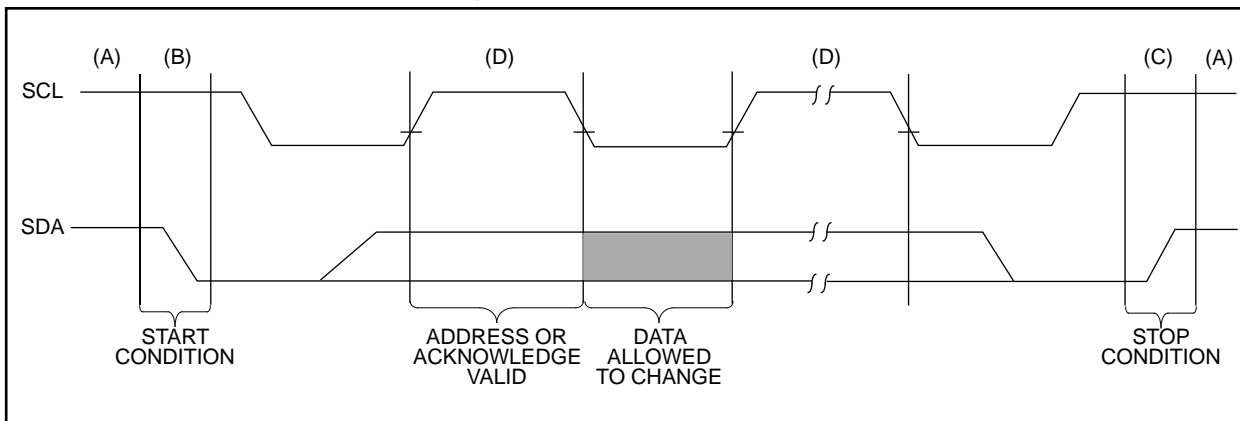 (A) (B) (D) (D) (C) (A)
SCL
SDA
START
CONDITION
ADDRESS OR
ACKNOWLEDGE
VALID
DATA
ALLOWED
TO CHANGE
STOP
CONDITION